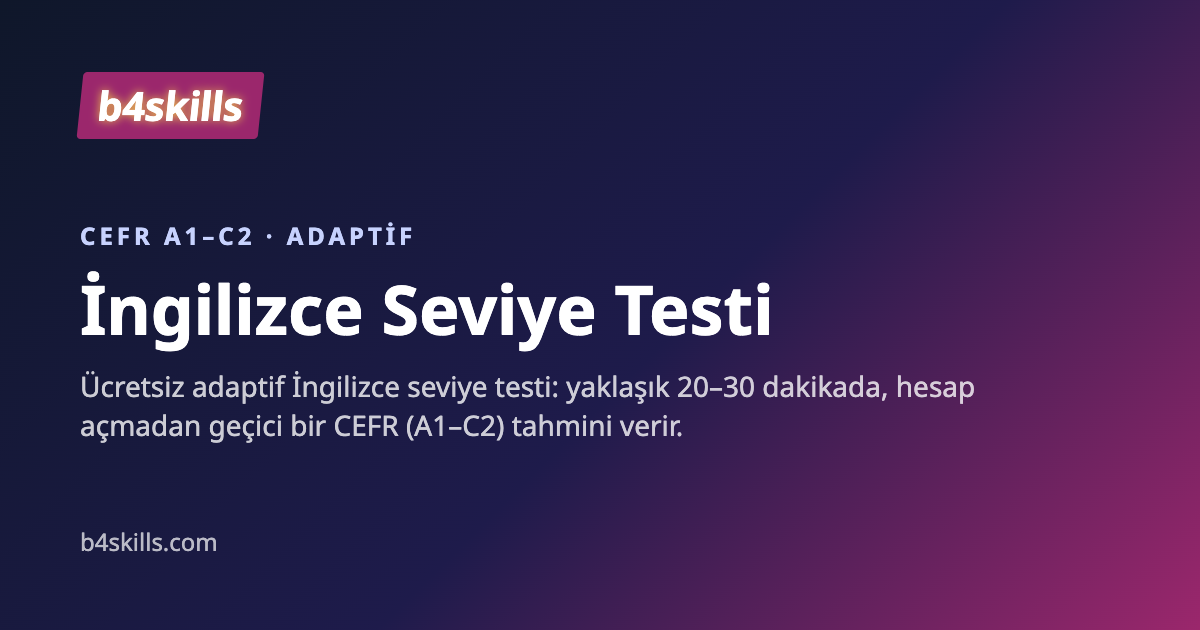 b4skills
CEFR A1–C2 · ADAPTİF
İngilizce Seviye Testi
Ücretsiz adaptif İngilizce seviye testi: yaklaşık 20–30 dakikada, hesap
açmadan geçici bir CEFR (A1–C2) tahmini verir.
b4skills.com